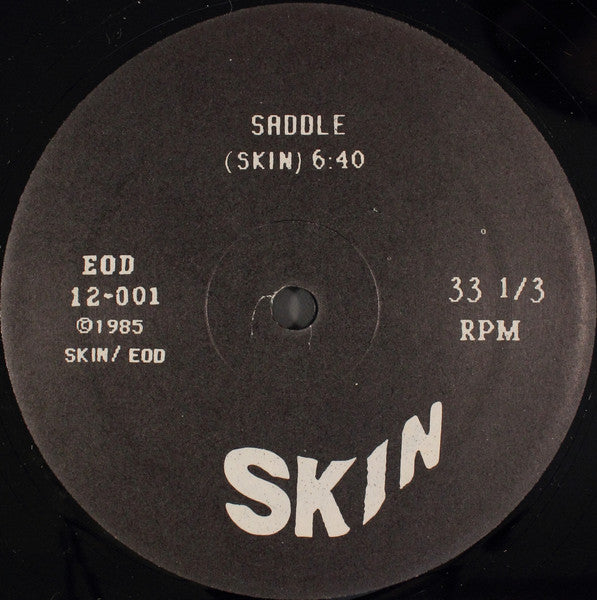 SADDLE
(SKIN) 6:40
EOD
12-001
©1985
SKIN/ EOD
33 1/3
RPM
SKIN